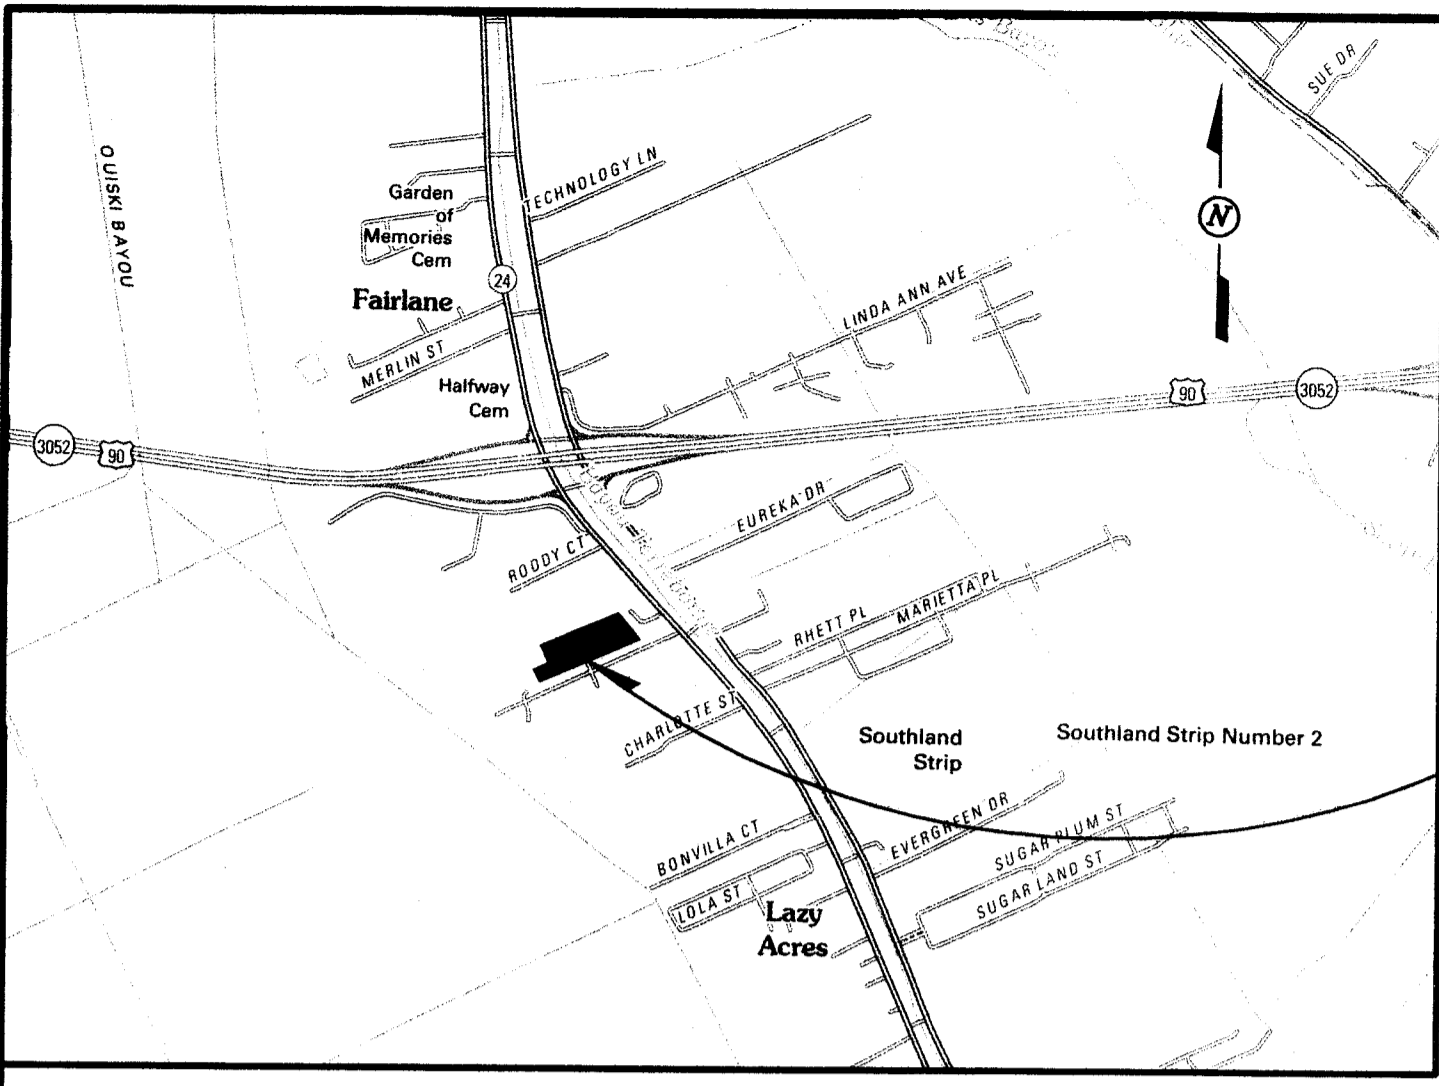 SUE DR
OUISKI BAYOU
TECHNOLOGY LN
Garden
of
Memories
Cem
N
24
Fairlane
LINDA ANN AVE
MERLIN ST
Halfway
Cem
90
3052
3052
90
EUREKA DR
RODDY CT
RHETT PL
MARIETTA PL
CHARLOTTE ST
Southland
Strip
Southland Strip Number 2
BONVILLA CT
EVERGREEN DR
SUGAR PLUM ST
SUGAR LAND ST
LOLA ST
Lazy
Acres